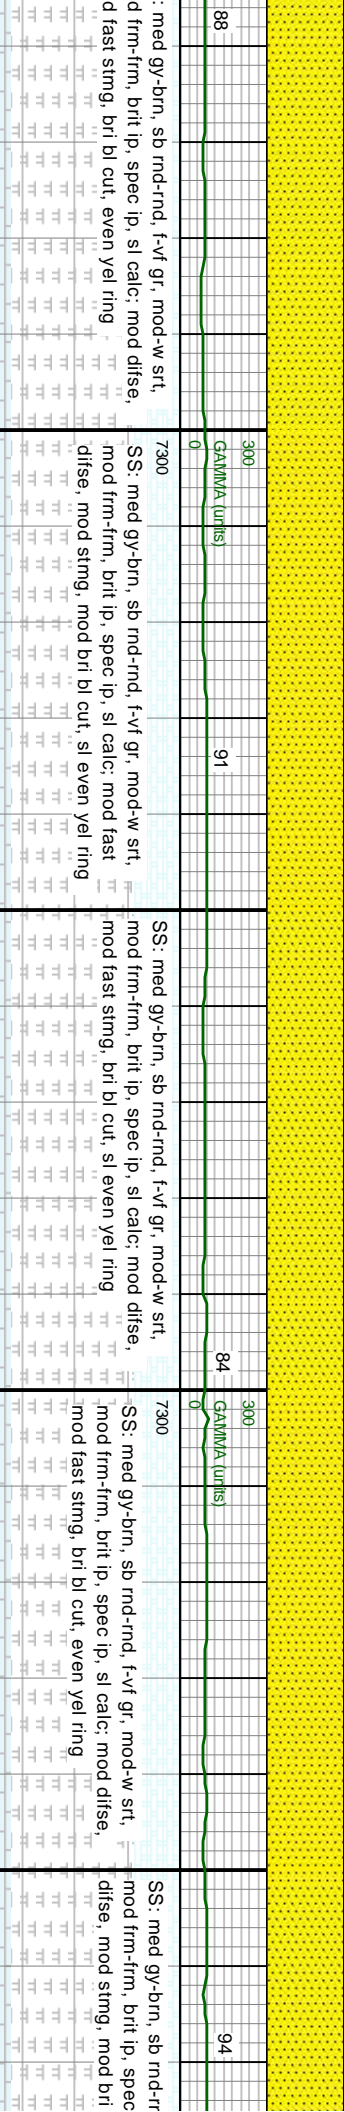 88
: med gy-brn, sb rnd-rnd, f-vf gr, mod-w srt,
d frm-frm, brit ip, spec ip, sl calc; mod difse,
d fast stmg, bri bl cut, even yel ring
300
GAMMA (units)
0
7300
SS: med gy-brn, sb rnd-rnd, f-vf gr, mod-w srt,
mod frm-frm, brit ip, spec ip, sl calc; mod fast
difse, mod stmg, mod bri bl cut, sl even yel ring
91
SS: med gy-brn, sb rnd-rnd, f-vf gr, mod-w srt,
mod frm-frm, brit ip, spec ip, sl calc; mod difse,
mod fast stmg, bri bl cut, sl even yel ring
84
300
GAMMA (units)
0
7300
SS: med gy-brn, sb rnd-rnd, f-vf gr, mod-w srt,
mod frm-frm, brit ip, spec ip, sl calc; mod difse,
mod fast stmg, bri bl cut, even yel ring
94
SS: med gy-brn, sb rnd-r
mod frm-frm, brit ip, spec
difse, mod stmg, mod bri